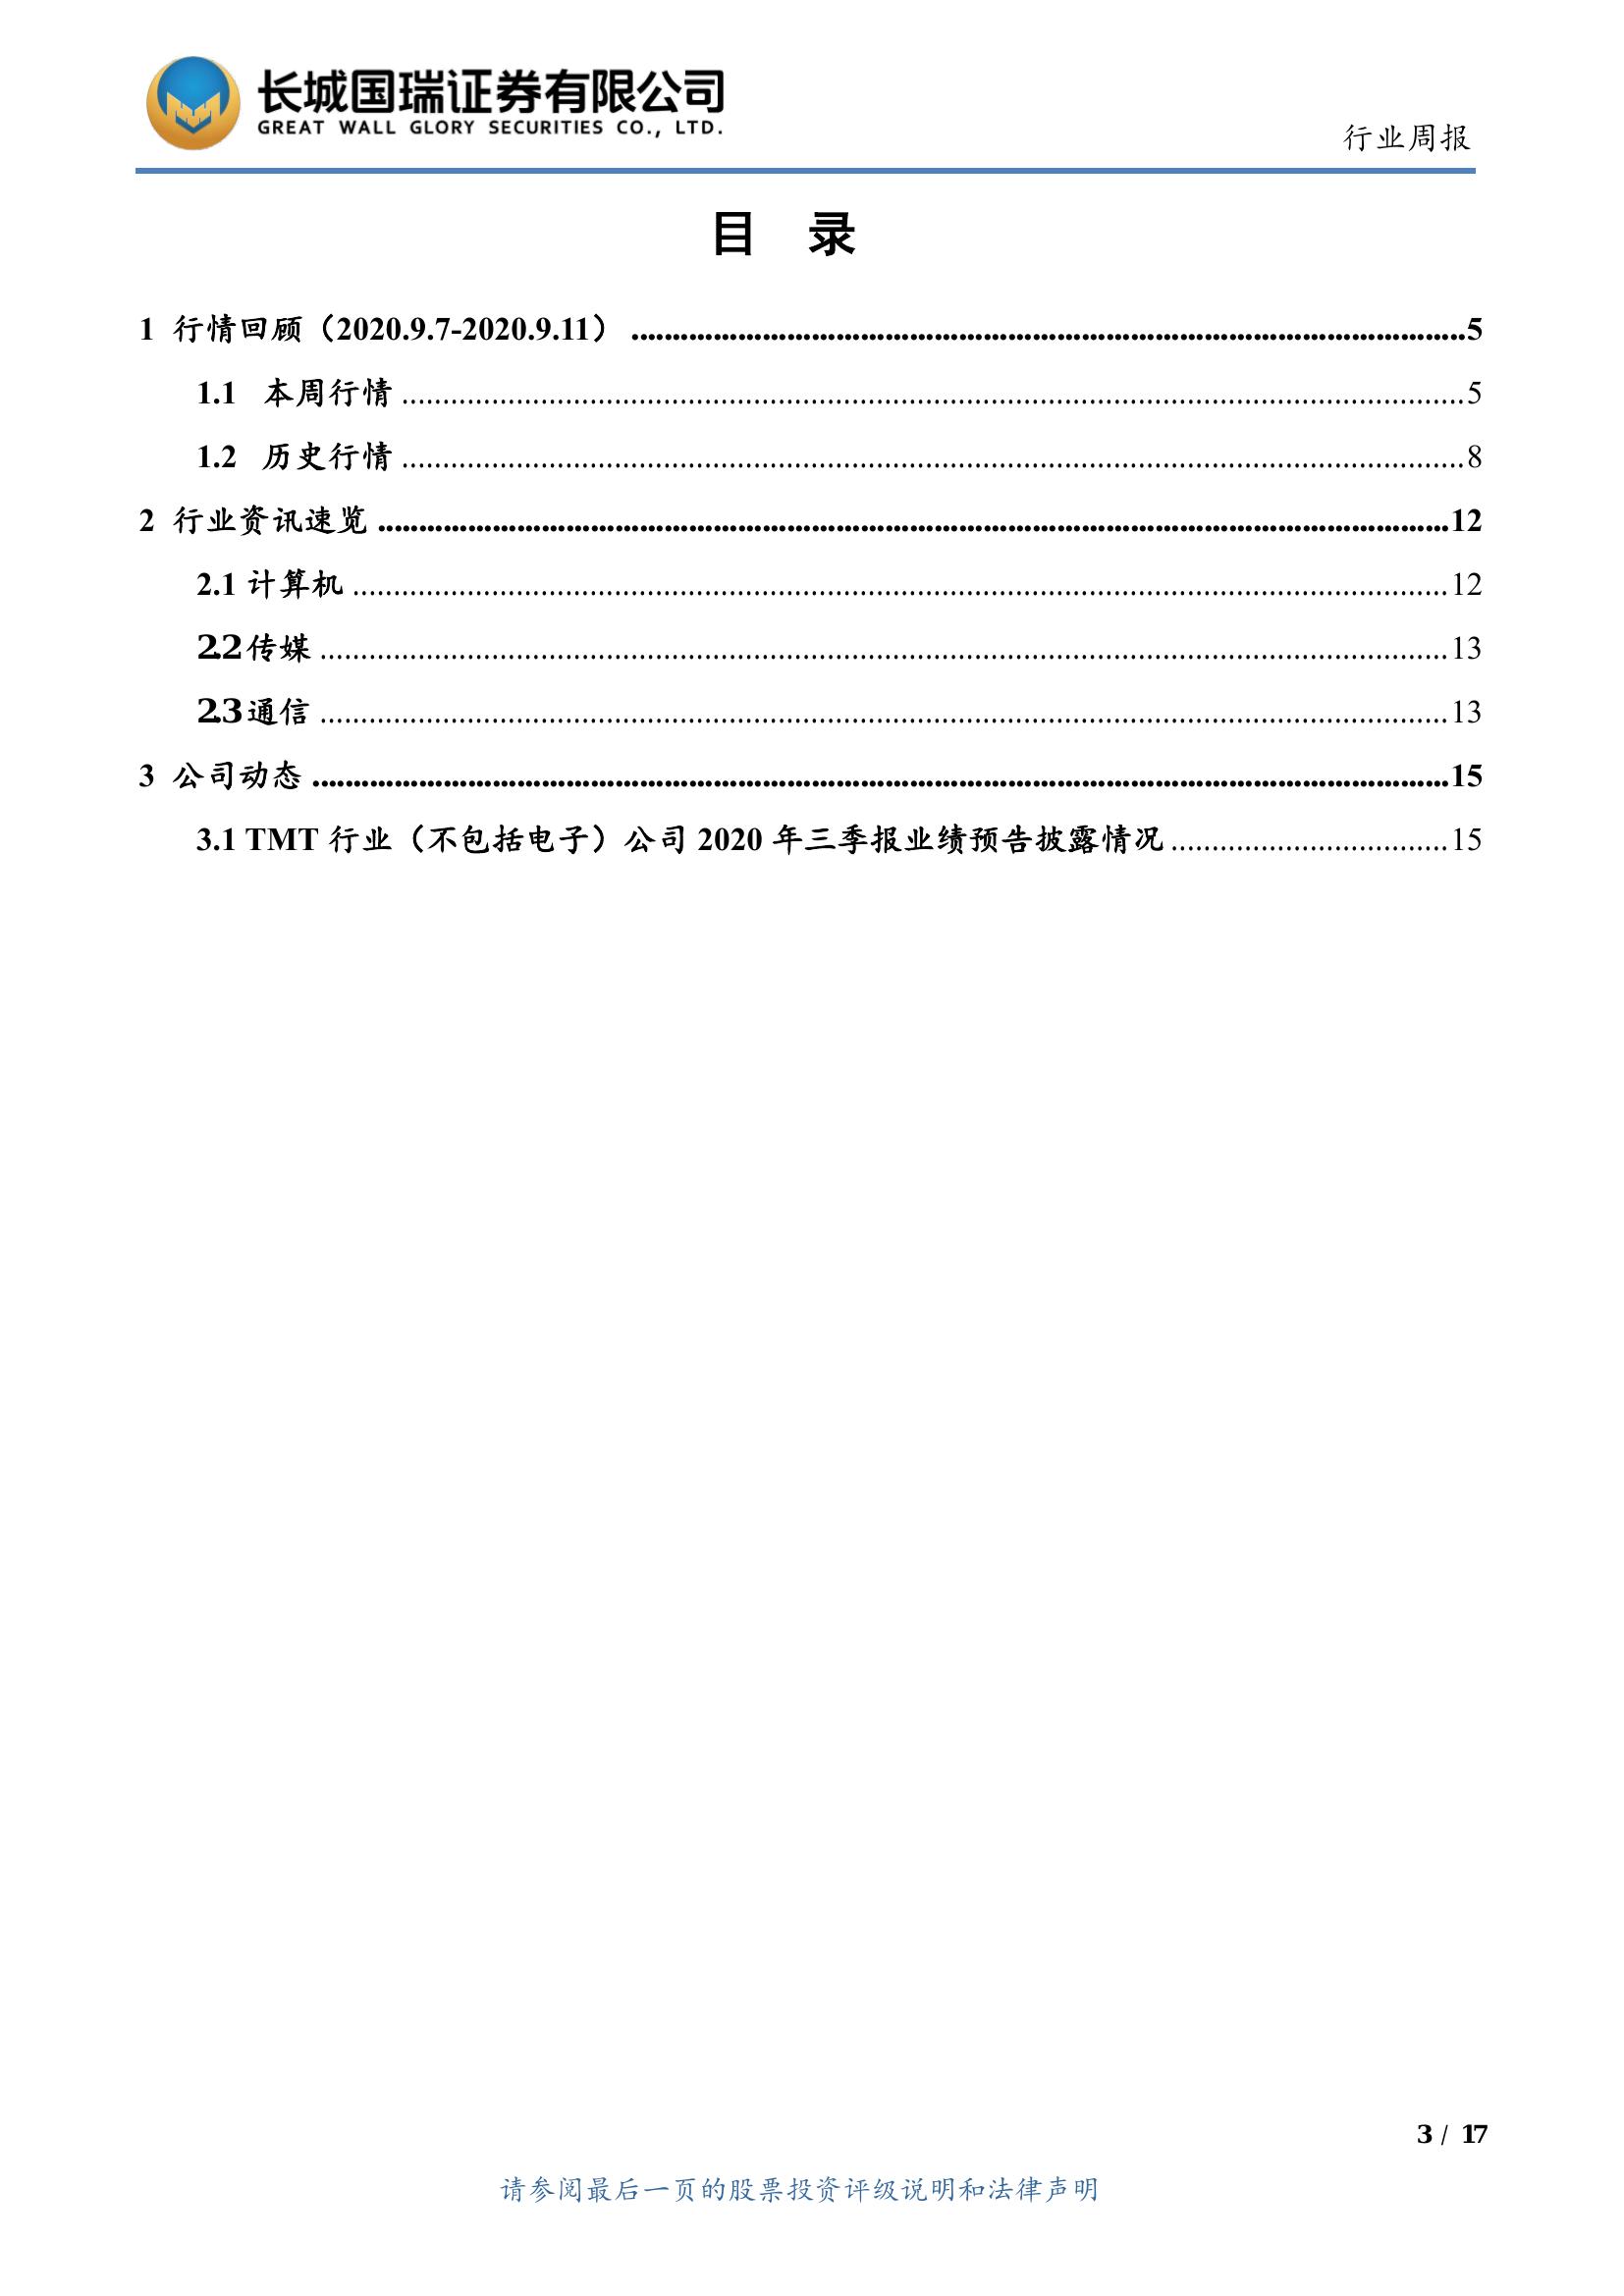 长城国瑞证券有限公司
GREAT WALL GLORY SECURITIES CO., LTD.
行业周报
目 录
1 行情回顾（2020.9.7-2020.9.11） ........................................................................................................5
1.1 本周行情 ........................................................................................................5
1.2 历史行情 ........................................................................................................8
2 行业资讯速览 ........................................................................................................12
2.1 计算机 ........................................................................................................12
2.2 传媒 ........................................................................................................13
2.3 通信 ........................................................................................................13
3 公司动态 ........................................................................................................15
3.1 TMT 行业（不包括电子）公司 2020 年三季报业绩预告披露情况 ..................................15
3 / 17
请参阅最后一页的股票投资评级说明和法律声明